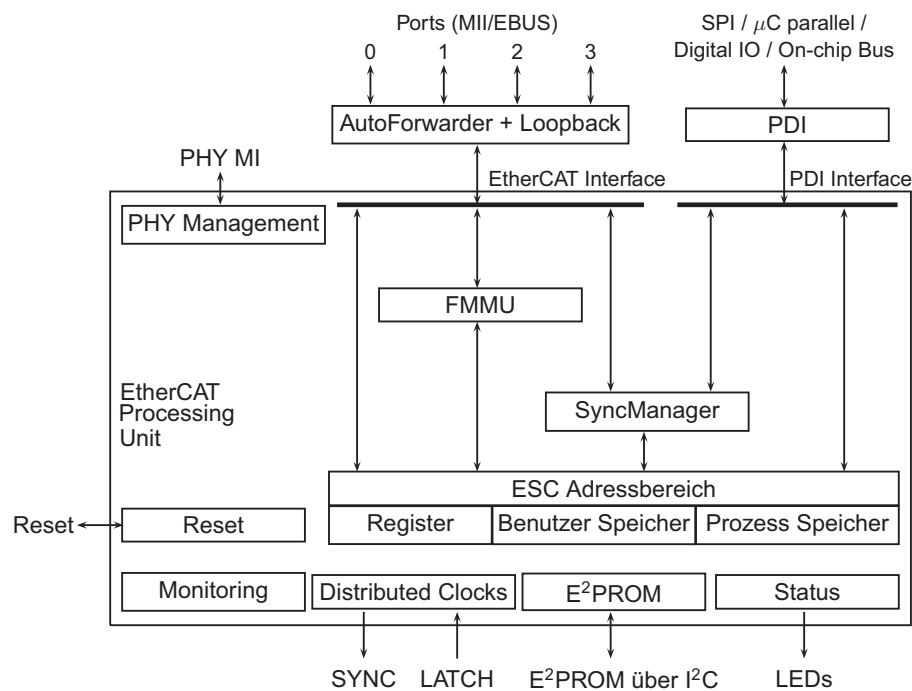 Ports (MII/EBUS)
0 1 2 3
SPI / μC parallel /
Digital IO / On-chip Bus
AutoForwarder + Loopback
PDI
PHY MI
EtherCAT Interface
PDI Interface
PHY Management
FMMU
EtherCAT
Processing
Unit
SyncManager
ESC Adressbereich
Register
Benutzer Speicher
Prozess Speicher
Reset
Reset
Monitoring
Distributed Clocks
E²PROM
Status
SYNC
LATCH
E²PROM über I²C
LEDs